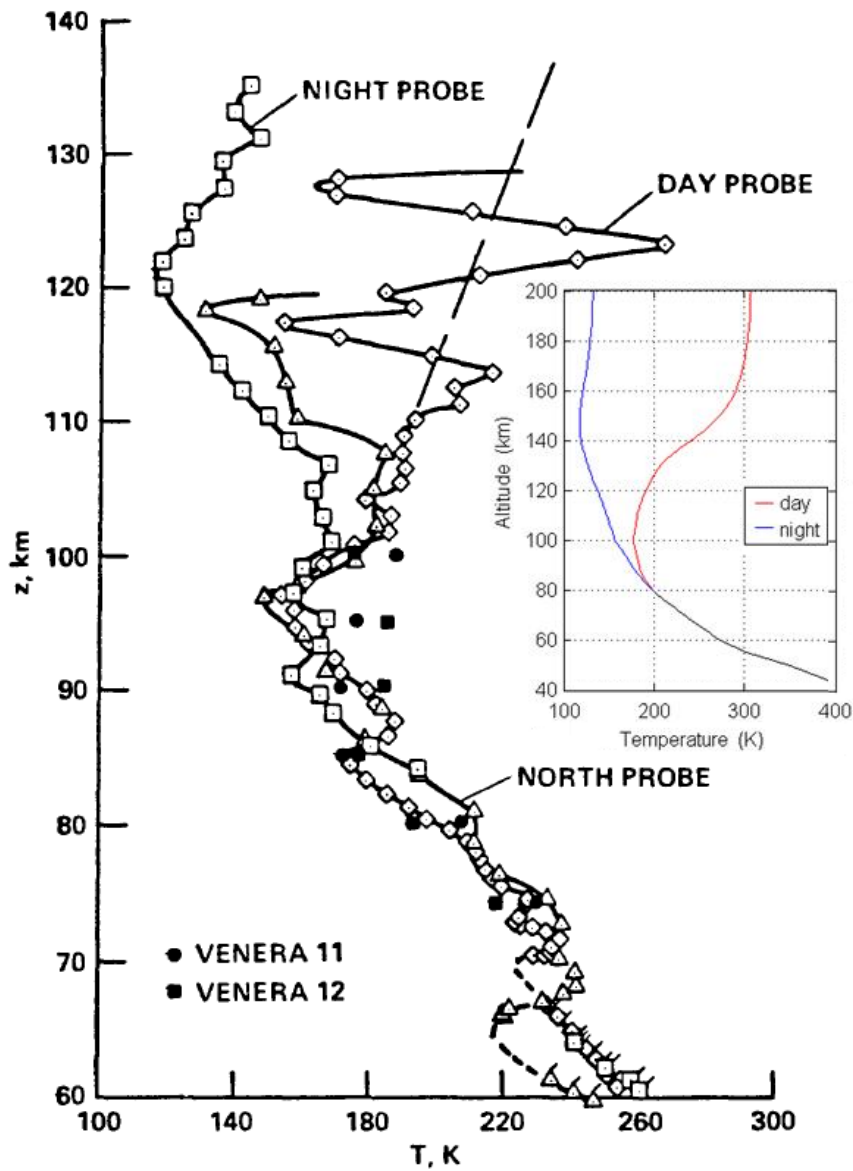 140
NIGHT PROBE
130
DAY PROBE
120
z, km
110
100
90
NORTH PROBE
80
● VENERA 11
70
■ VENERA 12
60
100 140 180 220 260 300
T, K
200
180
160
140
120
100
80
60
40
Altitude (km)
day
night
100 200 300 400
Temperature (K)